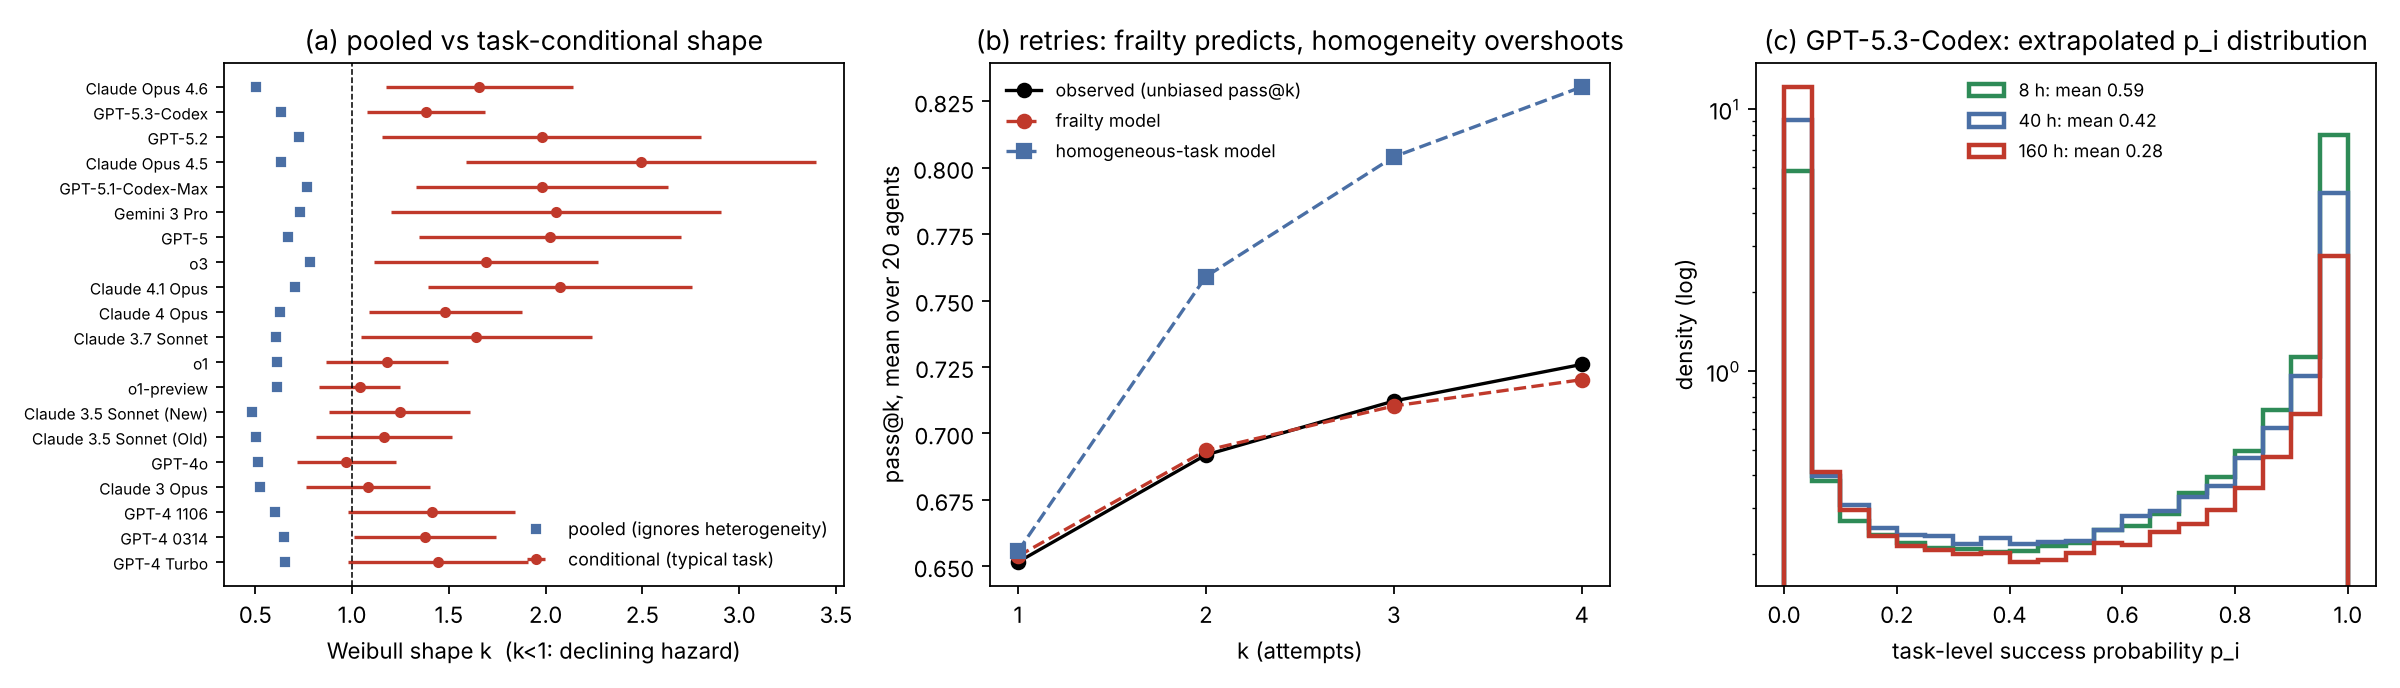 (a) pooled vs task-conditional shape
Claude Opus 4.6
GPT-5.3-Codex
GPT-5.2
Claude Opus 4.5
GPT-5.1-Codex-Max
Gemini 3 Pro
GPT-5
o3
Claude 4.1 Opus
Claude 4 Opus
Claude 3.7 Sonnet
o1
o1-preview
Claude 3.5 Sonnet (New)
Claude 3.5 Sonnet (Old)
GPT-4o
Claude 3 Opus
GPT-4 1106
GPT-4 0314
GPT-4 Turbo
pooled (ignores heterogeneity)
conditional (typical task)
0.5 1.0 1.5 2.0 2.5 3.0 3.5
Weibull shape k (k<1: declining hazard)
(b) retries: frailty predicts, homogeneity overshoots
observed (unbiased pass@k)
frailty model
homogeneous-task model
pass@k, mean over 20 agents
0.825
0.800
0.775
0.750
0.725
0.700
0.675
0.650
1 2 3 4
k (attempts)
(c) GPT-5.3-Codex: extrapolated p_i distribution
8 h: mean 0.59
40 h: mean 0.42
160 h: mean 0.28
density (log)
10¹
10⁰
0.0 0.2 0.4 0.6 0.8 1.0
task-level success probability p_i